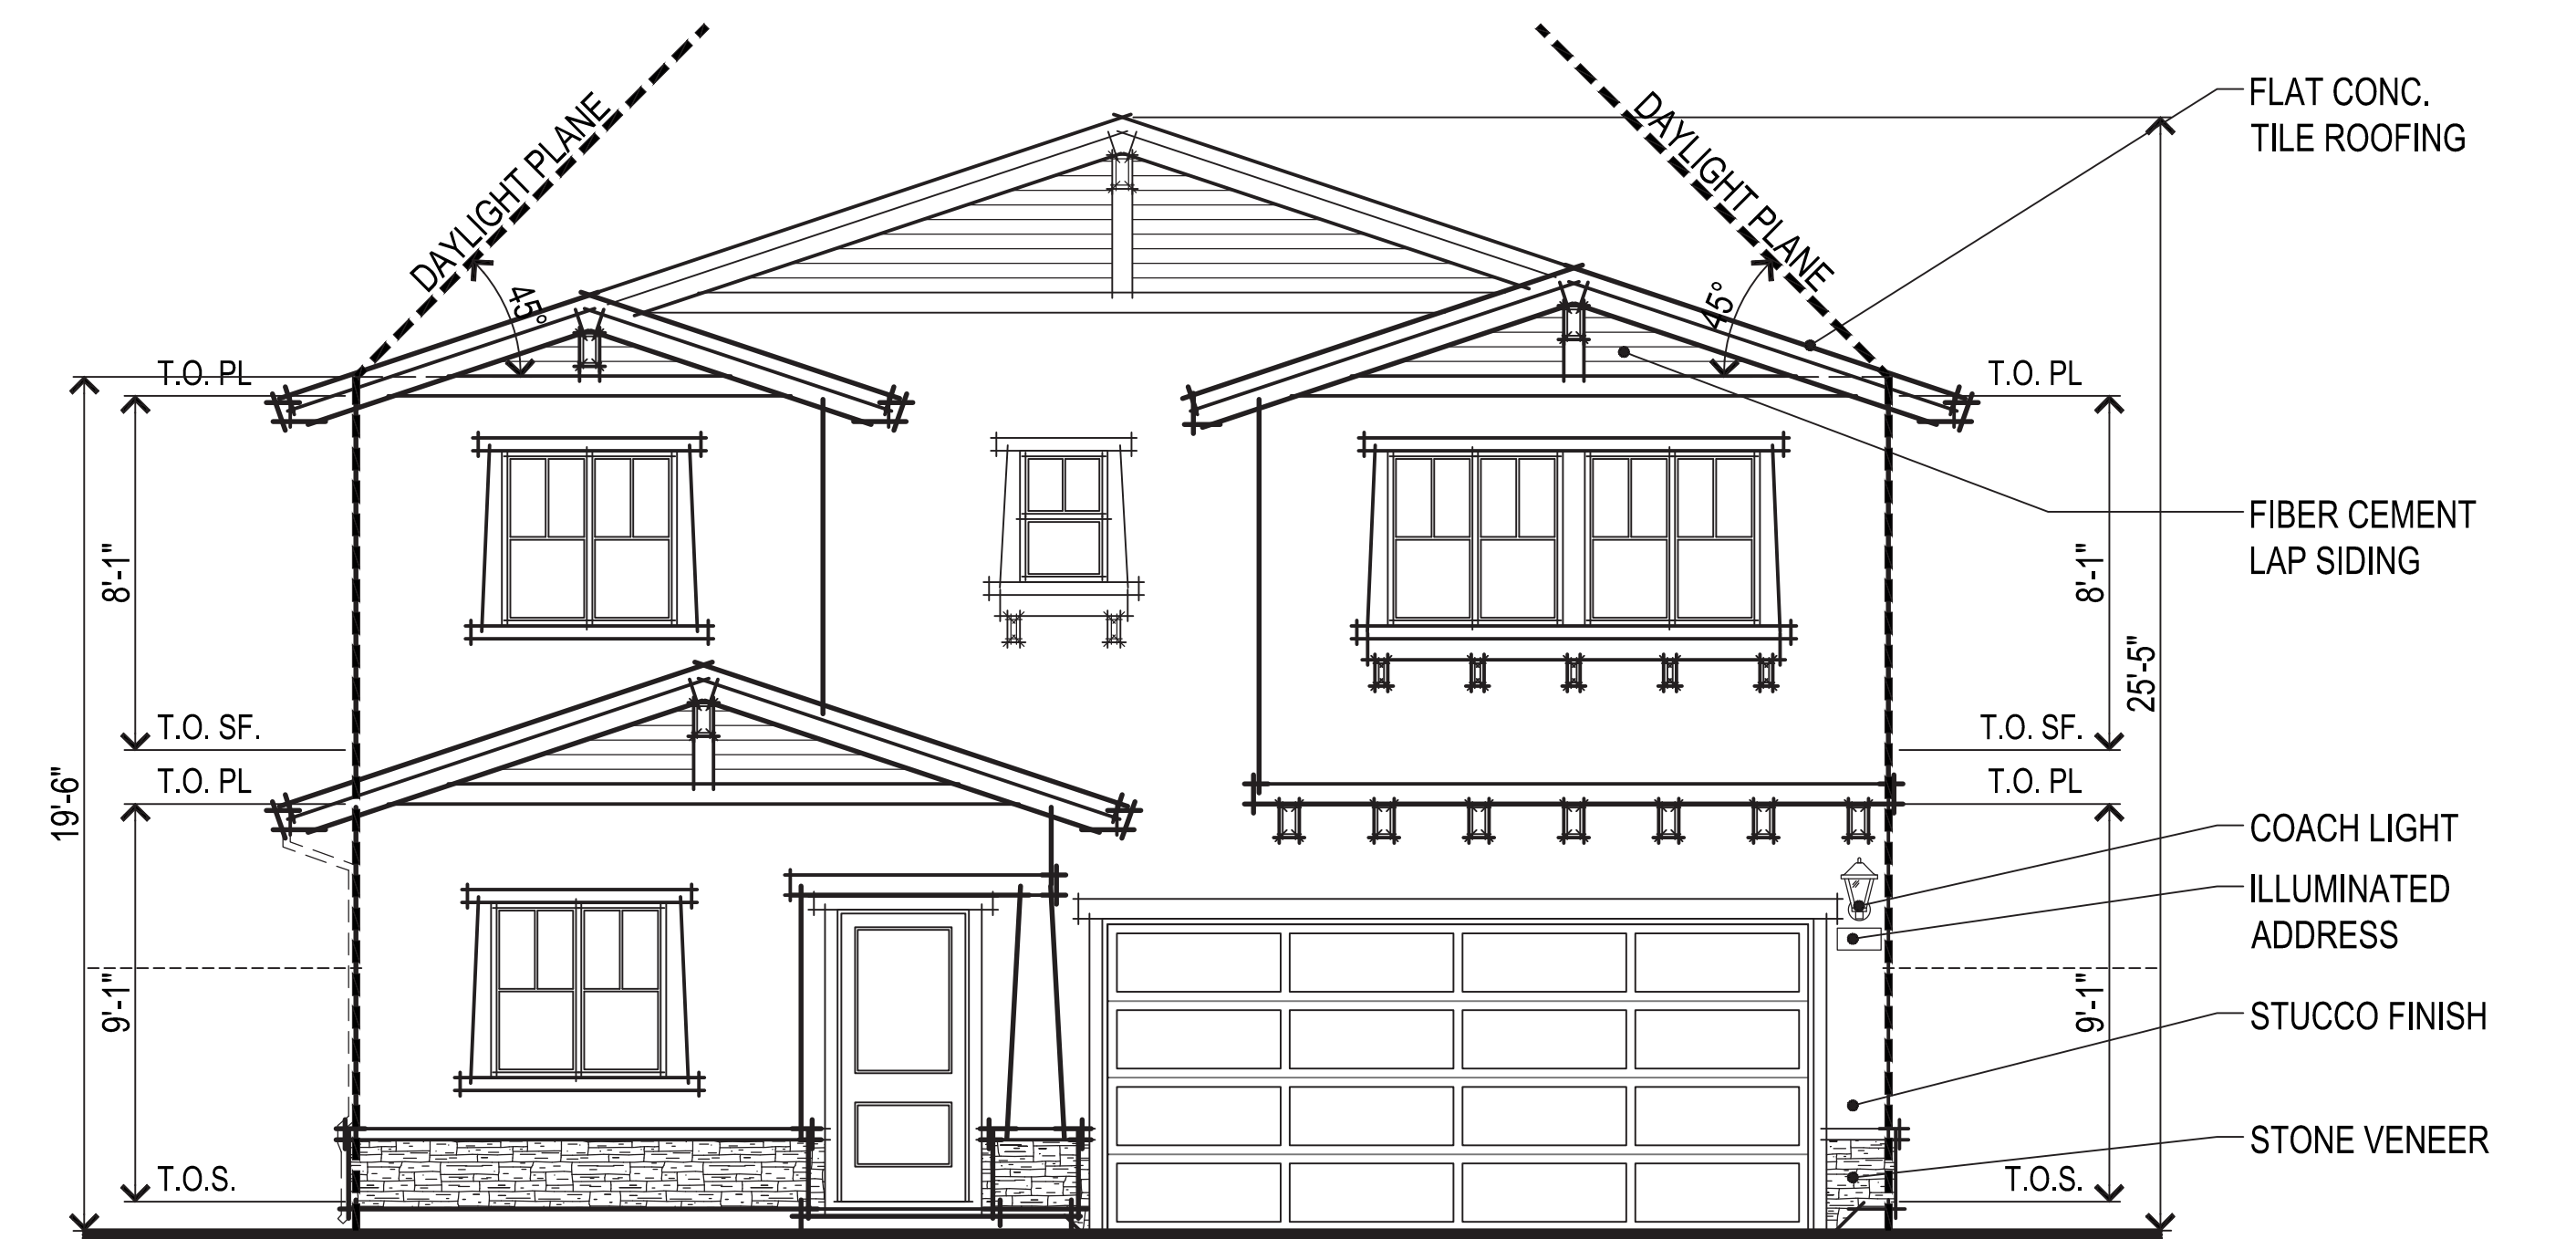 DAYLIGHT PLANE
45°
DAYLIGHT PLANE
45°
FLAT CONC.
TILE ROOFING
T.O. PL
T.O. PL
FIBER CEMENT
LAP SIDING
8'-1"
8'-1"
25'-5"
T.O. SF.
T.O. SF.
T.O. PL
T.O. PL
19'-6"
COACH LIGHT
ILLUMINATED
ADDRESS
9'-1"
9'-1"
STUCCO FINISH
STONE VENEER
T.O.S.
T.O.S.